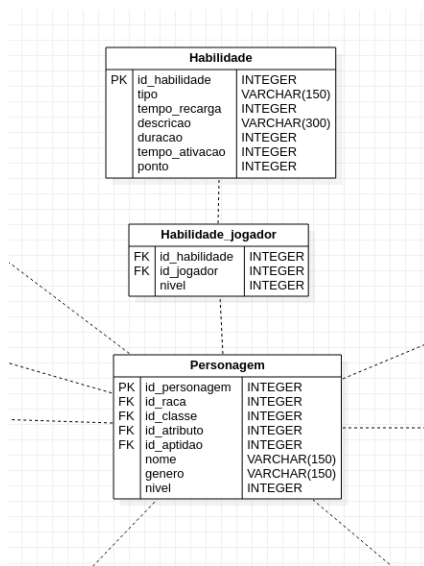 Habilidade
PK id_habilidade INTEGER
tipo VARCHAR(150)
tempo_recarga INTEGER
descricao VARCHAR(300)
duracao INTEGER
tempo_ativacao INTEGER
ponto INTEGER
Habilidade_jogador
FK id_habilidade INTEGER
FK id_jogador INTEGER
nivel INTEGER
Personagem
PK id_personagem INTEGER
FK id_raca INTEGER
FK id_classe INTEGER
FK id_atributo INTEGER
FK id_aptidao INTEGER
nome VARCHAR(150)
genero VARCHAR(150)
nivel INTEGER